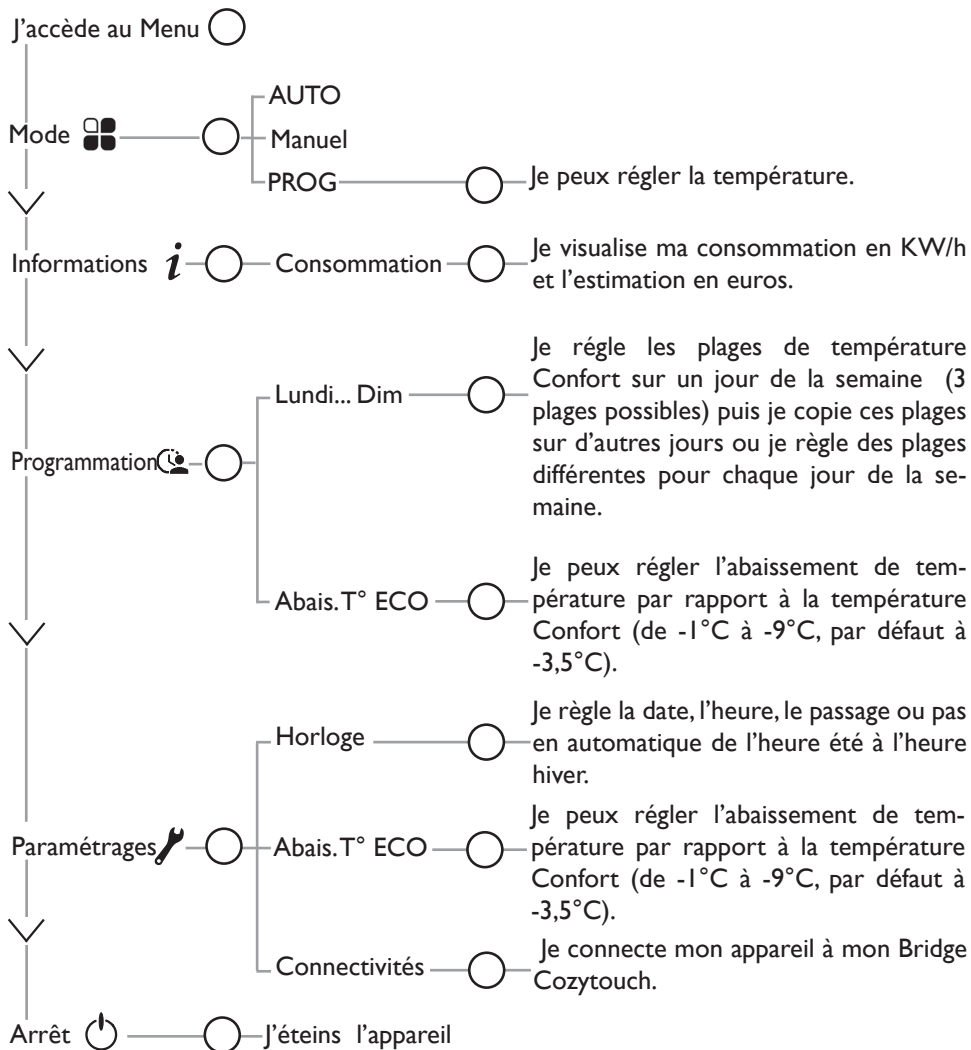 J'accède au Menu
Mode
AUTO
Manuel
PROG
Je peux régler la température.
Informations i
Consommation
Je visualise ma consommation en KW/h
et l'estimation en euros.
Programmation
Lundi... Dim
Je régle les plages de température
Confort sur un jour de la semaine (3
plages possibles) puis je copie ces plages
sur d'autres jours ou je règle des plages
différentes pour chaque jour de la se-
maine.
Abais.T° ECO
Je peux régler l'abaissement de tem-
pérature par rapport à la température
Confort (de -1°C à -9°C, par défaut à
-3,5°C).
Paramétrages
Horloge
Je règle la date, l'heure, le passage ou pas
en automatique de l'heure été à l'heure
hiver.
Abais.T° ECO
Je peux régler l'abaissement de tem-
pérature par rapport à la température
Confort (de -1°C à -9°C, par défaut à
-3,5°C).
Connectivités
Je connecte mon appareil à mon Bridge
Cozytouch.
Arrêt
J'éteins l'appareil